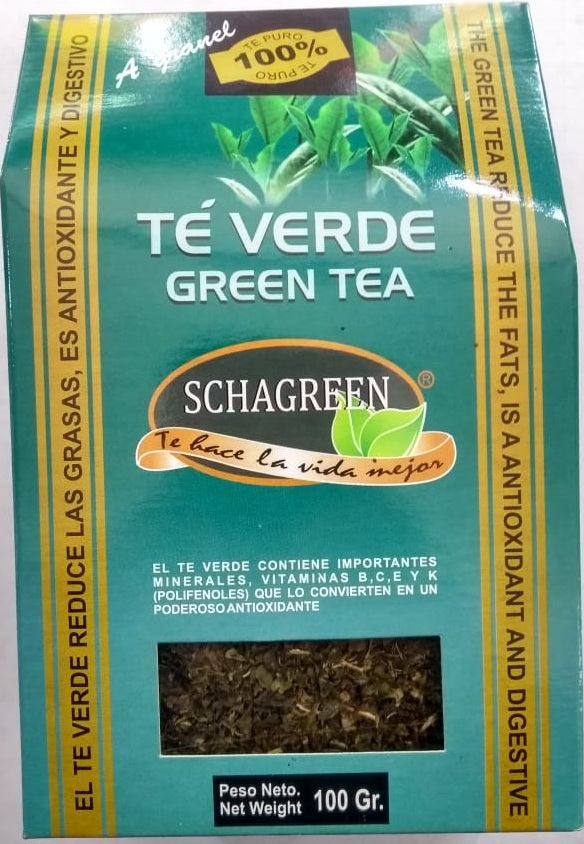 A granel
TE PURO
100%
TE PURO
TÉ VERDE
GREEN TEA
SCHAGREEN ®
Te hace la vida mejor
EL TE VERDE CONTIENE IMPORTANTES
MINERALES, VITAMINAS B,C,E Y K
(POLIFENOLES) QUE LO CONVIERTEN EN UN
PODEROSO ANTIOXIDANTE
Peso Neto.
Net Weight 100 Gr.
EL TE VERDE REDUCE LAS GRASAS, ES ANTIOXIDANTE Y DIGESTIVO
THE GREEN TEA REDUCE THE FATS, IS A ANTIOXIDANT AND DIGESTIVE